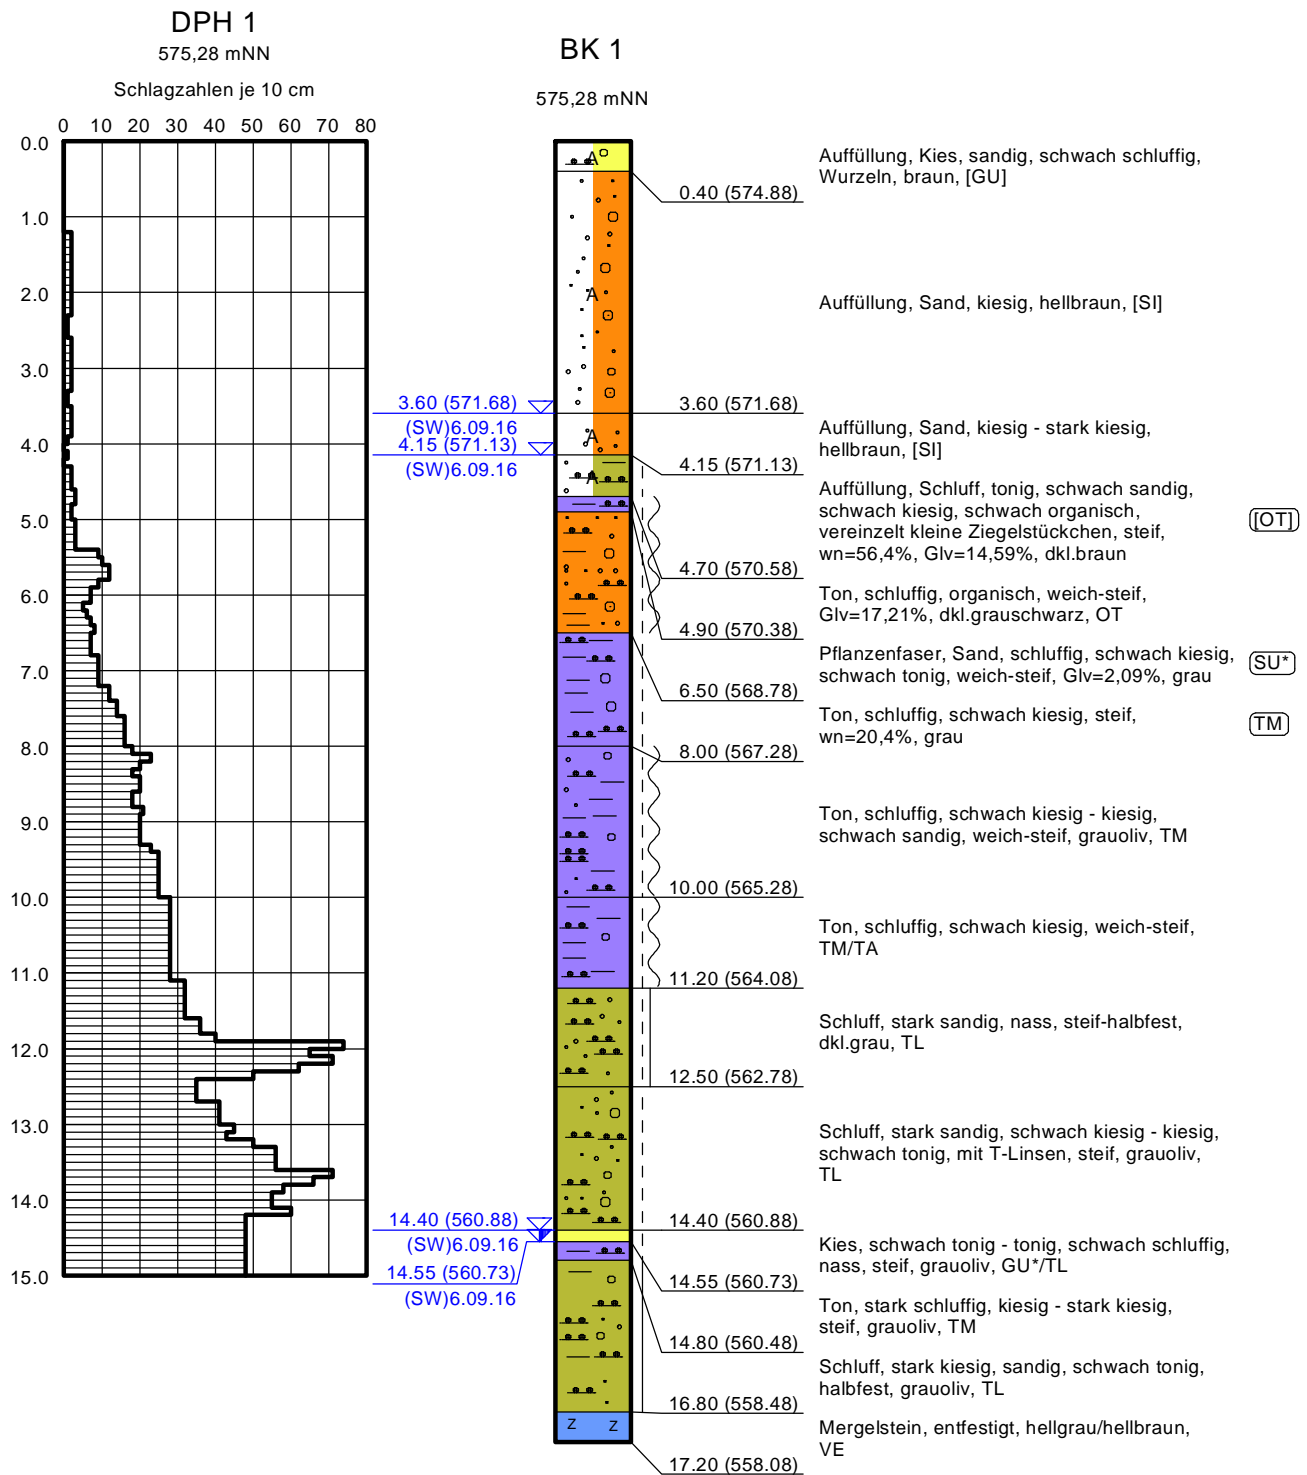 DPH 1
575,28 mNN
Schlagzahlen je 10 cm
0 10 20 30 40 50 60 70 80
0.0
1.0
2.0
3.0
4.0
5.0
6.0
7.0
8.0
9.0
10.0
11.0
12.0
13.0
14.0
15.0
3.60 (571.68)
(SW)6.09.16
4.15 (571.13)
(SW)6.09.16
14.40 (560.88)
(SW)6.09.16
14.55 (560.73)
(SW)6.09.16
BK 1
575,28 mNN
A
A
A
A
Z Z
0.40 (574.88)
3.60 (571.68)
4.15 (571.13)
4.70 (570.58)
4.90 (570.38)
6.50 (568.78)
8.00 (567.28)
10.00 (565.28)
11.20 (564.08)
12.50 (562.78)
14.40 (560.88)
14.55 (560.73)
14.80 (560.48)
16.80 (558.48)
17.20 (558.08)
Auffüllung, Kies, sandig, schwach schluffig,
Wurzeln, braun, [GU]
Auffüllung, Sand, kiesig, hellbraun, [SI]
Auffüllung, Sand, kiesig - stark kiesig,
hellbraun, [SI]
Auffüllung, Schluff, tonig, schwach sandig,
schwach kiesig, schwach organisch,
vereinzelt kleine Ziegelstückchen, steif,
wn=56,4%, Glv=14,59%, dkl.braun
[OT]
Ton, schluffig, organisch, weich-steif,
Glv=17,21%, dkl.grauschwarz, OT
Pflanzenfaser, Sand, schluffig, schwach kiesig,
schwach tonig, weich-steif, Glv=2,09%, grau
SU*
Ton, schluffig, schwach kiesig, steif,
wn=20,4%, grau
TM
Ton, schluffig, schwach kiesig - kiesig,
schwach sandig, weich-steif, grauoliv, TM
Ton, schluffig, schwach kiesig, weich-steif,
TM/TA
Schluff, stark sandig, nass, steif-halbfest,
dkl.grau, TL
Schluff, stark sandig, schwach kiesig - kiesig,
schwach tonig, mit T-Linsen, steif, grauoliv,
TL
Kies, schwach tonig - tonig, schwach schluffig,
nass, steif, grauoliv, GU*/TL
Ton, stark schluffig, kiesig - stark kiesig,
steif, grauoliv, TM
Schluff, stark kiesig, sandig, schwach tonig,
halbfest, grauoliv, TL
Mergelstein, entfestigt, hellgrau/hellbraun,
VE